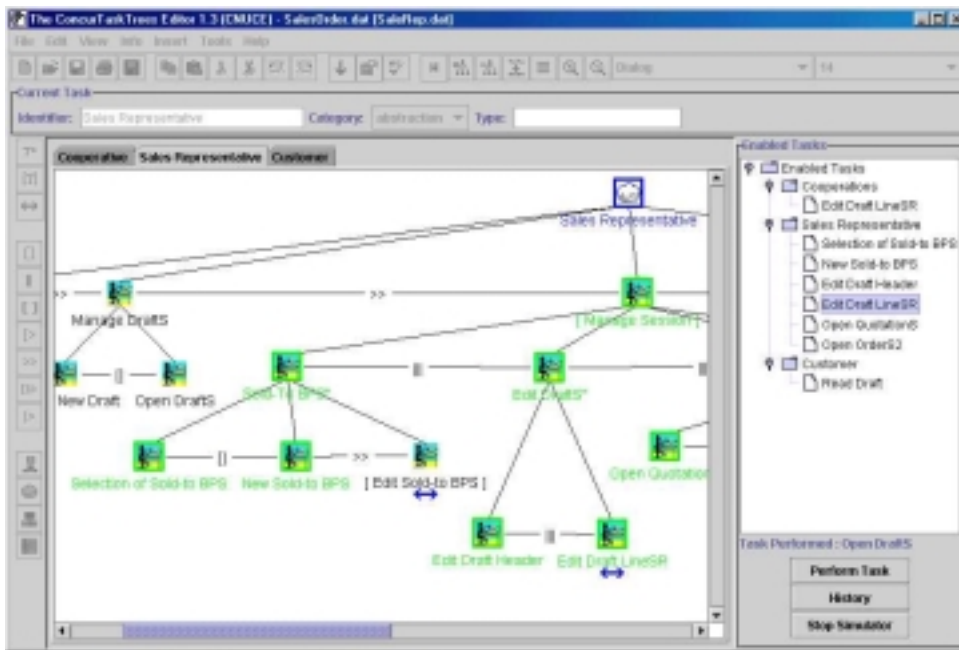 The ConcurTaskTrees Editor 1.3 (CNUCE) - SalesOrder.dat (SaleRep.dat)
File Edit View Info Insert Tools Help
Dialog 14
Current Task
Identifier: Sales Representative Category: abstraction Type:
Cooperative Sales Representative Customer
Sales Representative
>> >>
Manage DraftS [ Manage Session ]
[] ||| |||
New Draft Open DraftS Sold-To BPS* Edit DraftS*
[] >>
Selection of Sold-to BPS New Sold-to BPS [ Edit Sold-to BPS ] Open Quotation
|||
Edit Draft Header Edit Draft LineSR
Enabled Tasks
Enabled Tasks
Cooperations
Edit Draft LineSR
Sales Representative
Selection of Sold-to BPS
New Sold-to BPS
Edit Draft Header
Edit Draft LineSR
Open QuotationS
Open OrderS2
Customer
Read Draft
Task Performed : Open DraftS
Perform Task
History
Stop Simulator